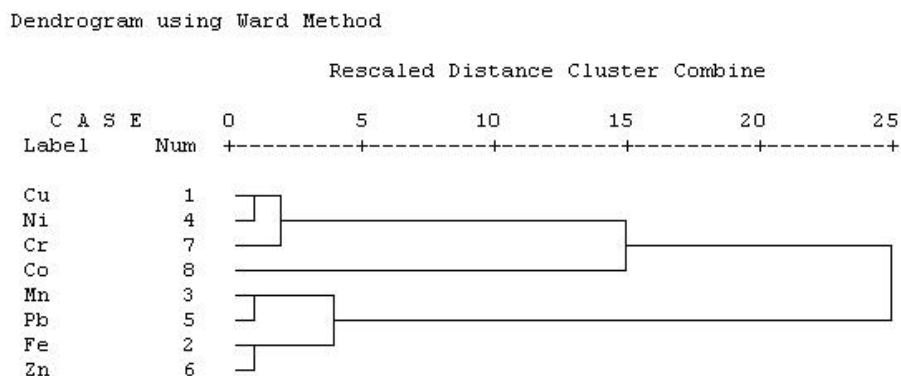 Dendrogram using Ward Method
Rescaled Distance Cluster Combine
C A S E 0 5 10 15 20 25
Label Num +---------+---------+---------+---------+---------+
Cu 1
Ni 4
Cr 7
Co 8
Mn 3
Pb 5
Fe 2
Zn 6